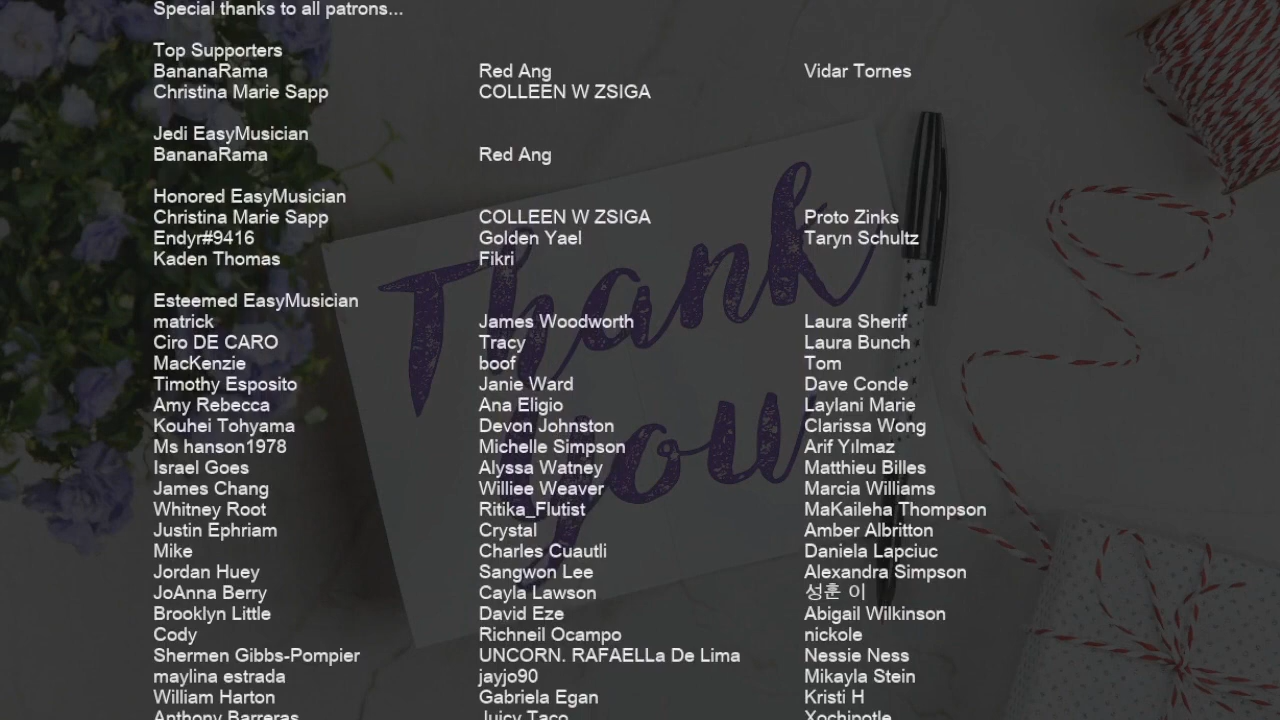 Special thanks to all patrons...
Top Supporters
BananaRama Red Ang Vidar Tornes
Christina Marie Sapp COLLEEN W ZSIGA
Jedi EasyMusician
BananaRama Red Ang
Honored EasyMusician
Christina Marie Sapp COLLEEN W ZSIGA Proto Zinks
Endyr#9416 Golden Yael Taryn Schultz
Kaden Thomas Fikri
Esteemed EasyMusician
matrick James Woodworth Laura Sherif
Ciro DE CARO Tracy Laura Bunch
MacKenzie boof Tom
Timothy Esposito Janie Ward Dave Conde
Amy Rebecca Ana Eligio Laylani Marie
Kouhei Tohyama Devon Johnston Clarissa Wong
Ms hanson1978 Michelle Simpson Arif Yılmaz
Israel Goes Alyssa Watney Matthieu Billes
James Chang Williee Weaver Marcia Williams
Whitney Root Ritika_Flutist MaKaileha Thompson
Justin Ephriam Crystal Amber Albritton
Mike Charles Cuautli Daniela Lapciuc
Jordan Huey Sangwon Lee Alexandra Simpson
JoAnna Berry Cayla Lawson 성훈 이
Brooklyn Little David Eze Abigail Wilkinson
Cody Richneil Ocampo nickole
Shermen Gibbs-Pompier UNCORN. RAFAELLa De Lima Nessie Ness
maylina estrada jayjo90 Mikayla Stein
William Harton Gabriela Egan Kristi H
Anthony Barreras Juicy Taco Xochipotle
Thank
you